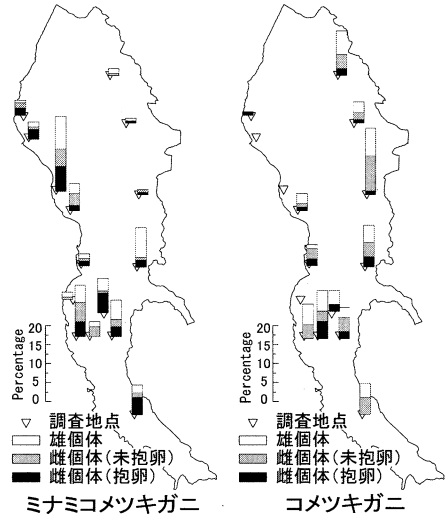 Percentage
20
15
10
5
0
▽ 調査地点
雄個体
雌個体(未抱卵)
雌個体(抱卵)
ミナミコメツキガニ
Percentage
20
15
10
5
0
▽ 調査地点
雄個体
雌個体(未抱卵)
雌個体(抱卵)
コメツキガニ